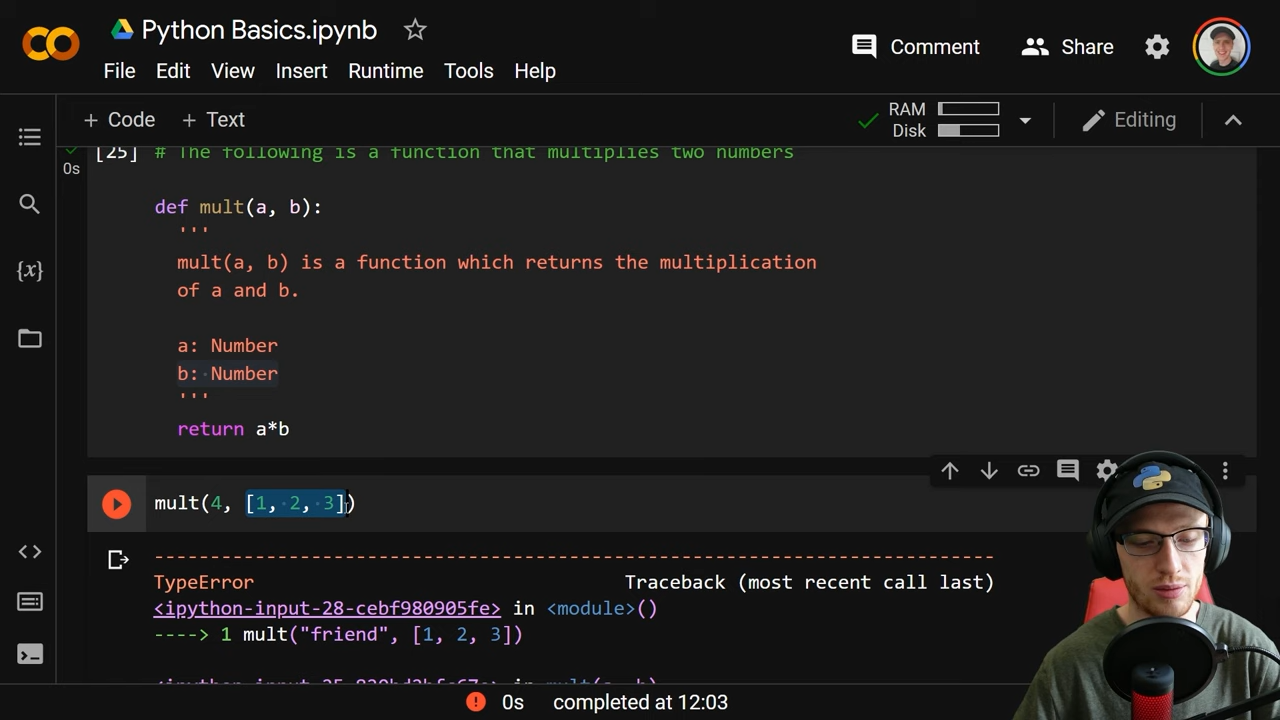 Python Basics.ipynb
File Edit View Insert Runtime Tools Help
Comment
Share
+ Code + Text
RAM
Disk
Editing
[25] # The following is a function that multiplies two numbers
0s
def mult(a, b):
'''
mult(a, b) is a function which returns the multiplication
of a and b.
a: Number
b: Number
'''
return a*b
{x}
mult(4, [1, 2, 3])
---------------------------------------------------------------------------
TypeError Traceback (most recent call last)
<ipython-input-28-cebf980905fe> in <module>()
----> 1 mult("friend", [1, 2, 3])
0s completed at 12:03